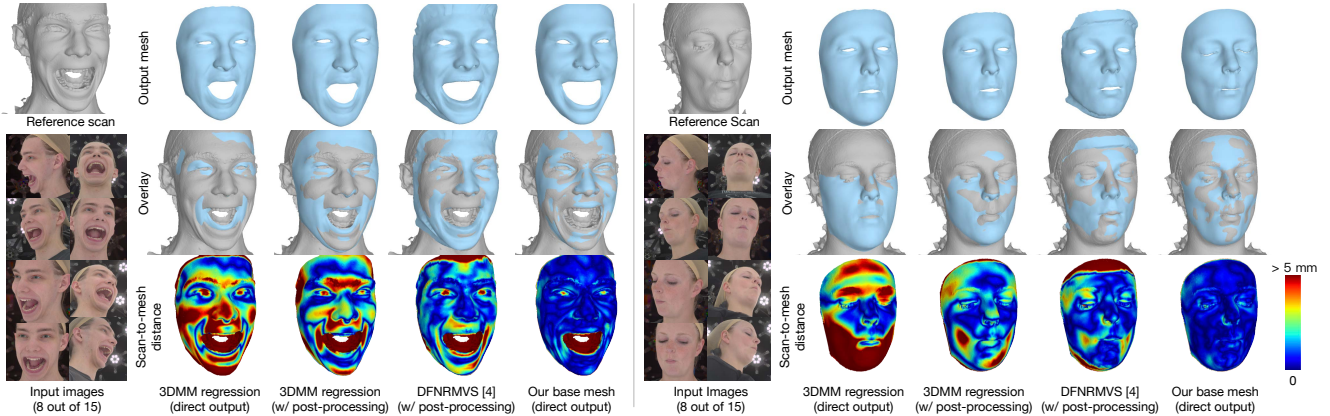 Output mesh
Reference scan
Overlay
Scan-to-mesh
distance
Input images
(8 out of 15)
3DMM regression
(direct output)
3DMM regression
(w/ post-processing)
DFNRMVS [4]
(w/ post-processing)
Our base mesh
(direct output)
Output mesh
Reference Scan
Overlay
Scan-to-mesh
distance
> 5 mm
0
Input Images
(8 out of 15)
3DMM regression
(direct output)
3DMM regression
(w/ post-processing)
DFNRMVS [4]
(w/ post-processing)
Our base mesh
(direct output)